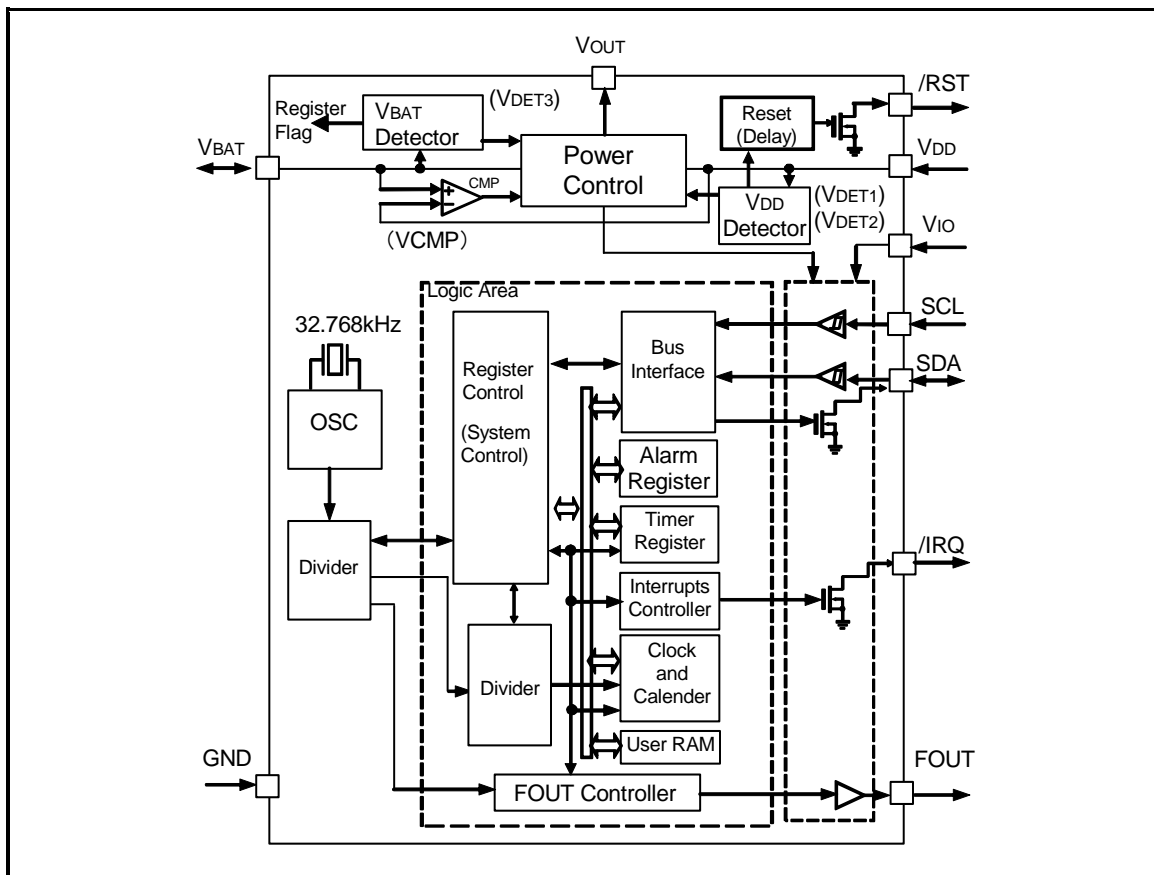 VOUT
/RST
Register
Flag
VBAT
Detector
(VDET3)
Reset
(Delay)
VBAT
Power
Control
VDD
CMP
+
−
(VCMP)
VDD
Detector
(VDET1)
(VDET2)
VIO
Logic Area
32.768kHz
OSC
Register
Control
(System
Control)
Bus
Interface
SCL
SDA
Alarm
Register
Timer
Register
/IRQ
Divider
Interrupts
Controller
Divider
Clock
and
Calender
User RAM
GND
FOUT Controller
FOUT